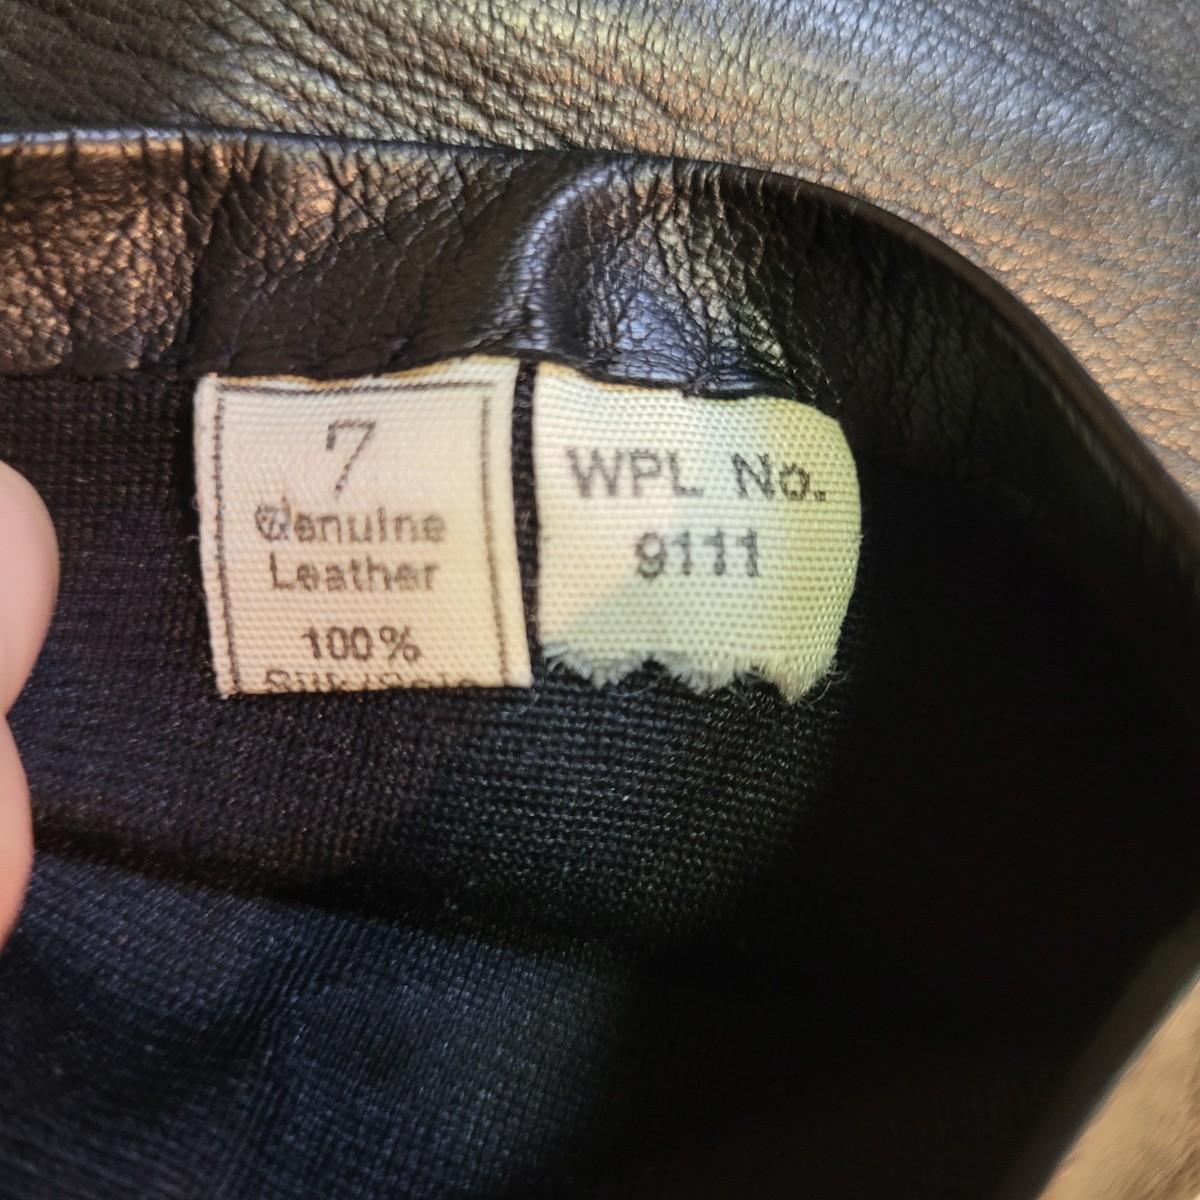 7
Genuine
Leather
100%
WPL No.
9111